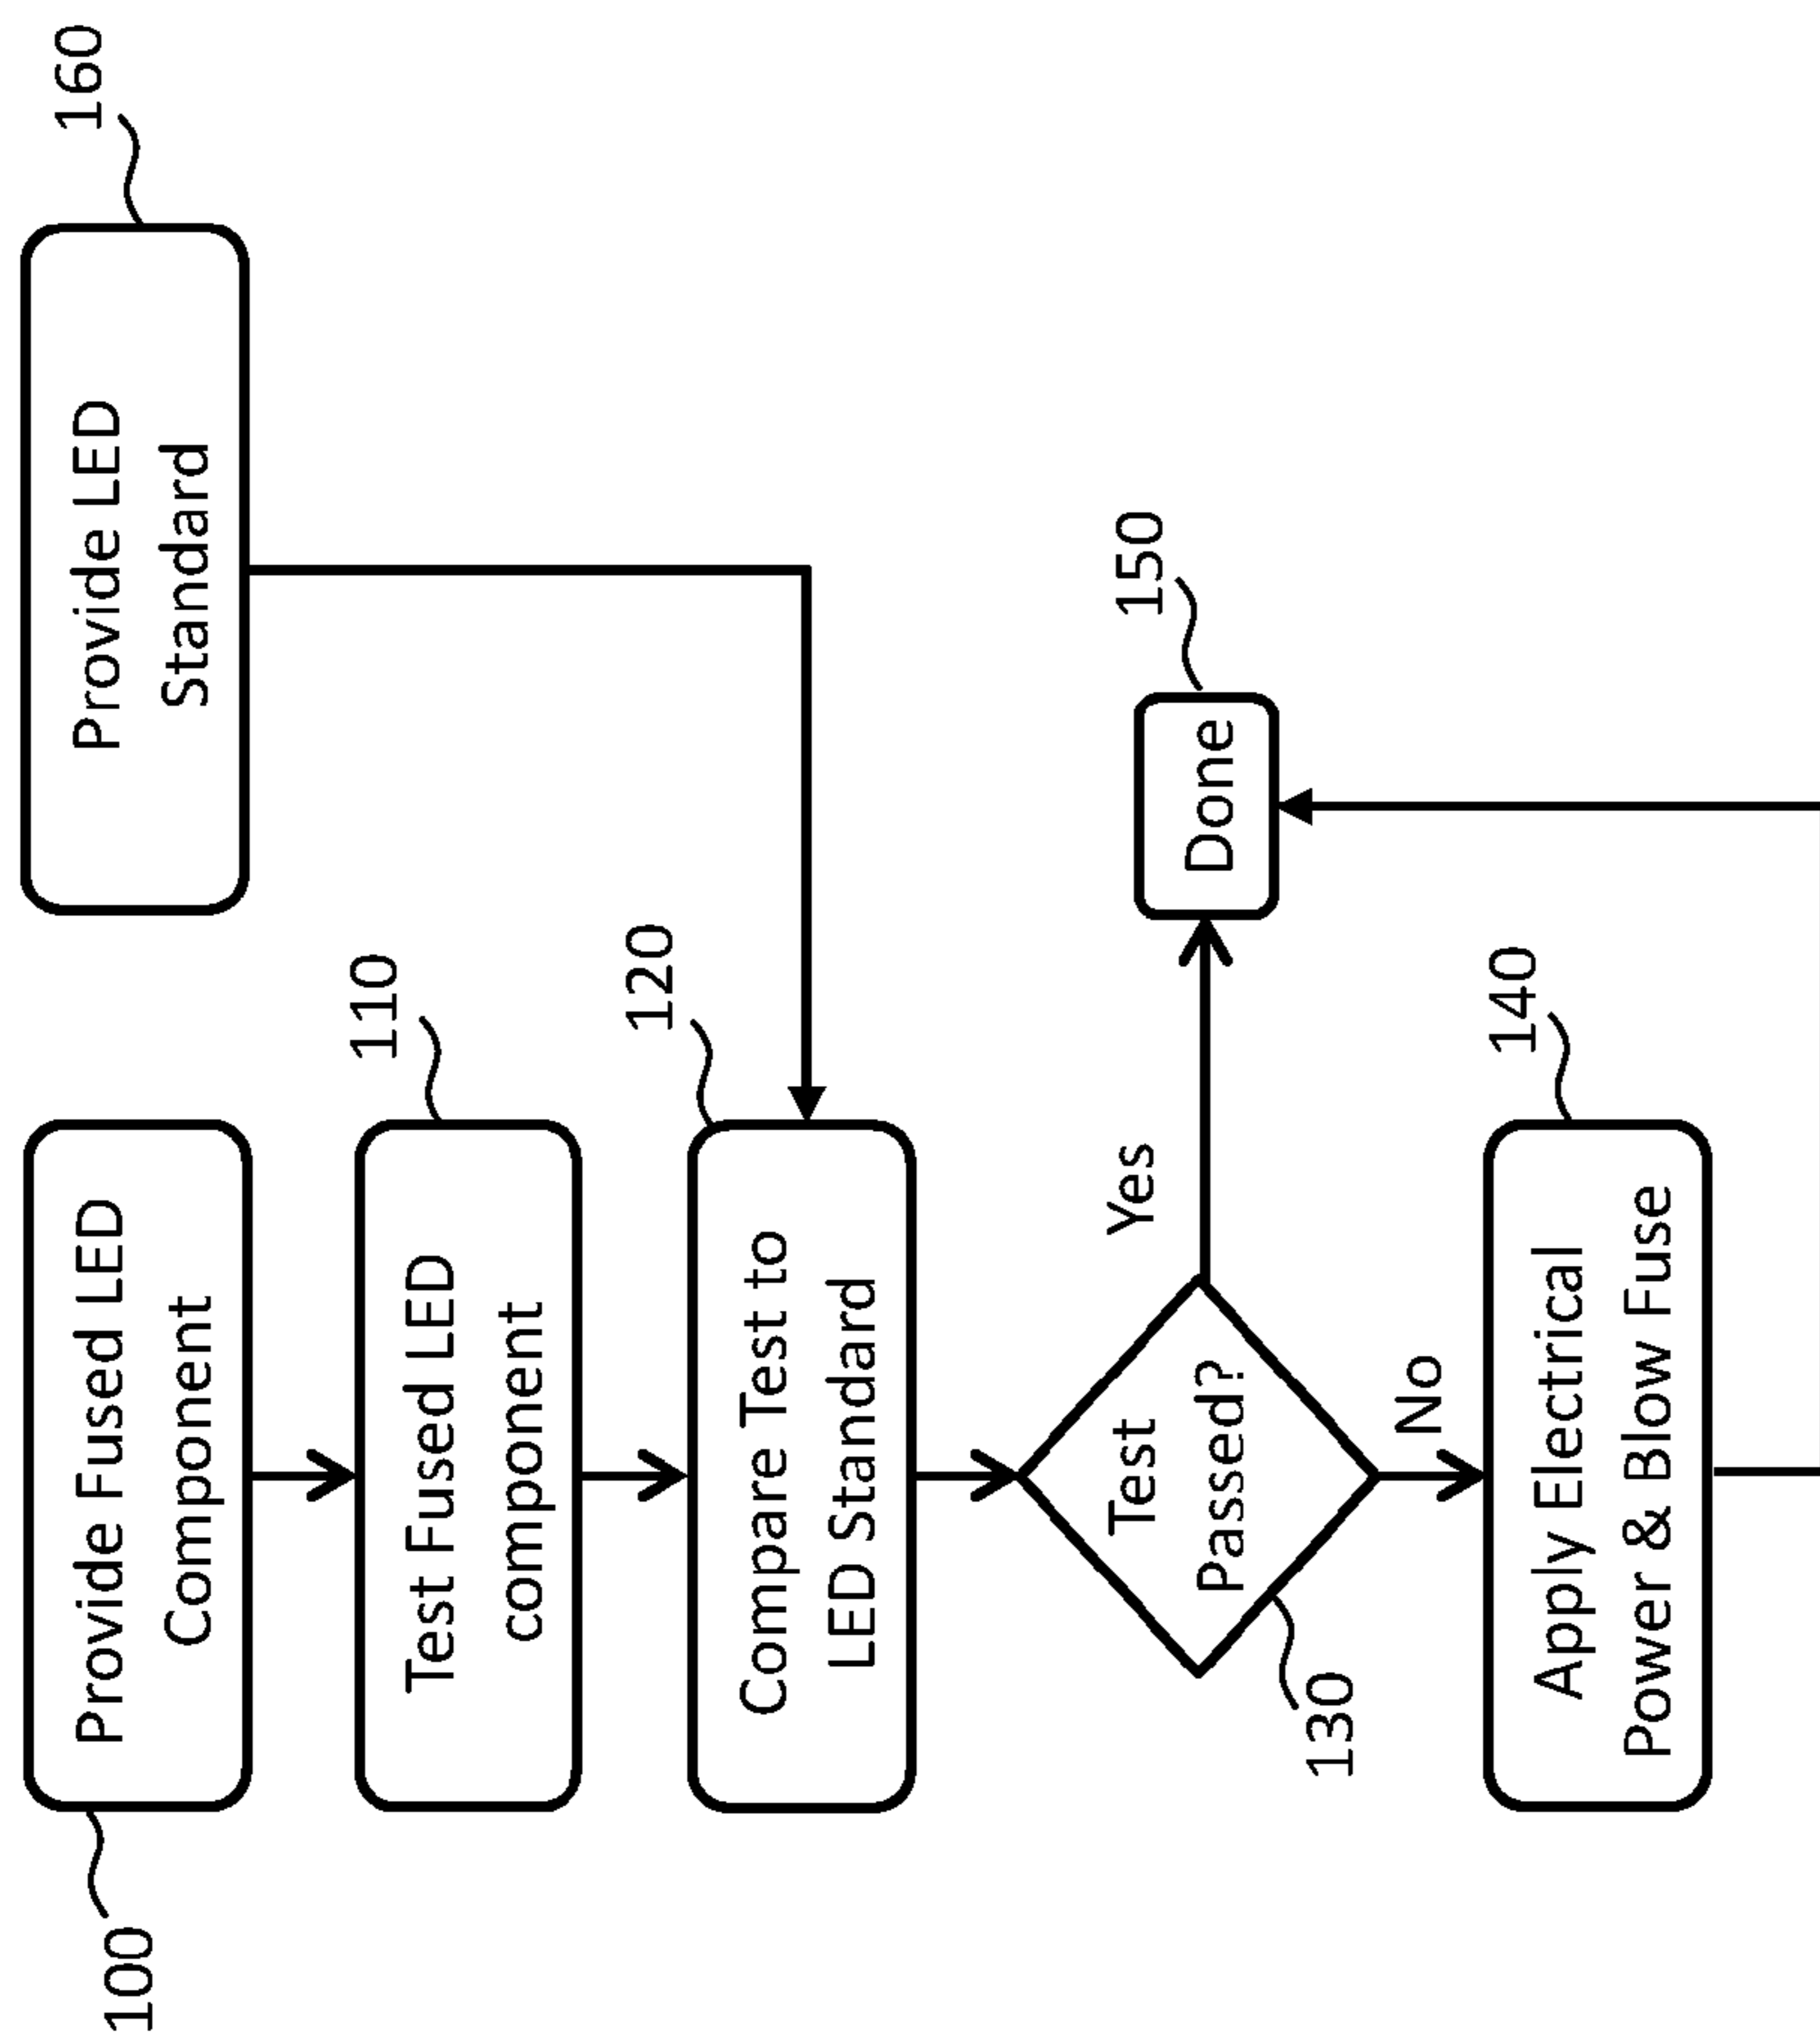 100
Provide Fused LED
Component
Provide LED
Standard
160
Test Fused LED
component
110
Compare Test to
LED Standard
120
Test
Passed?
130
Yes
Done
150
No
Apply Electrical
Power & Blow Fuse
140